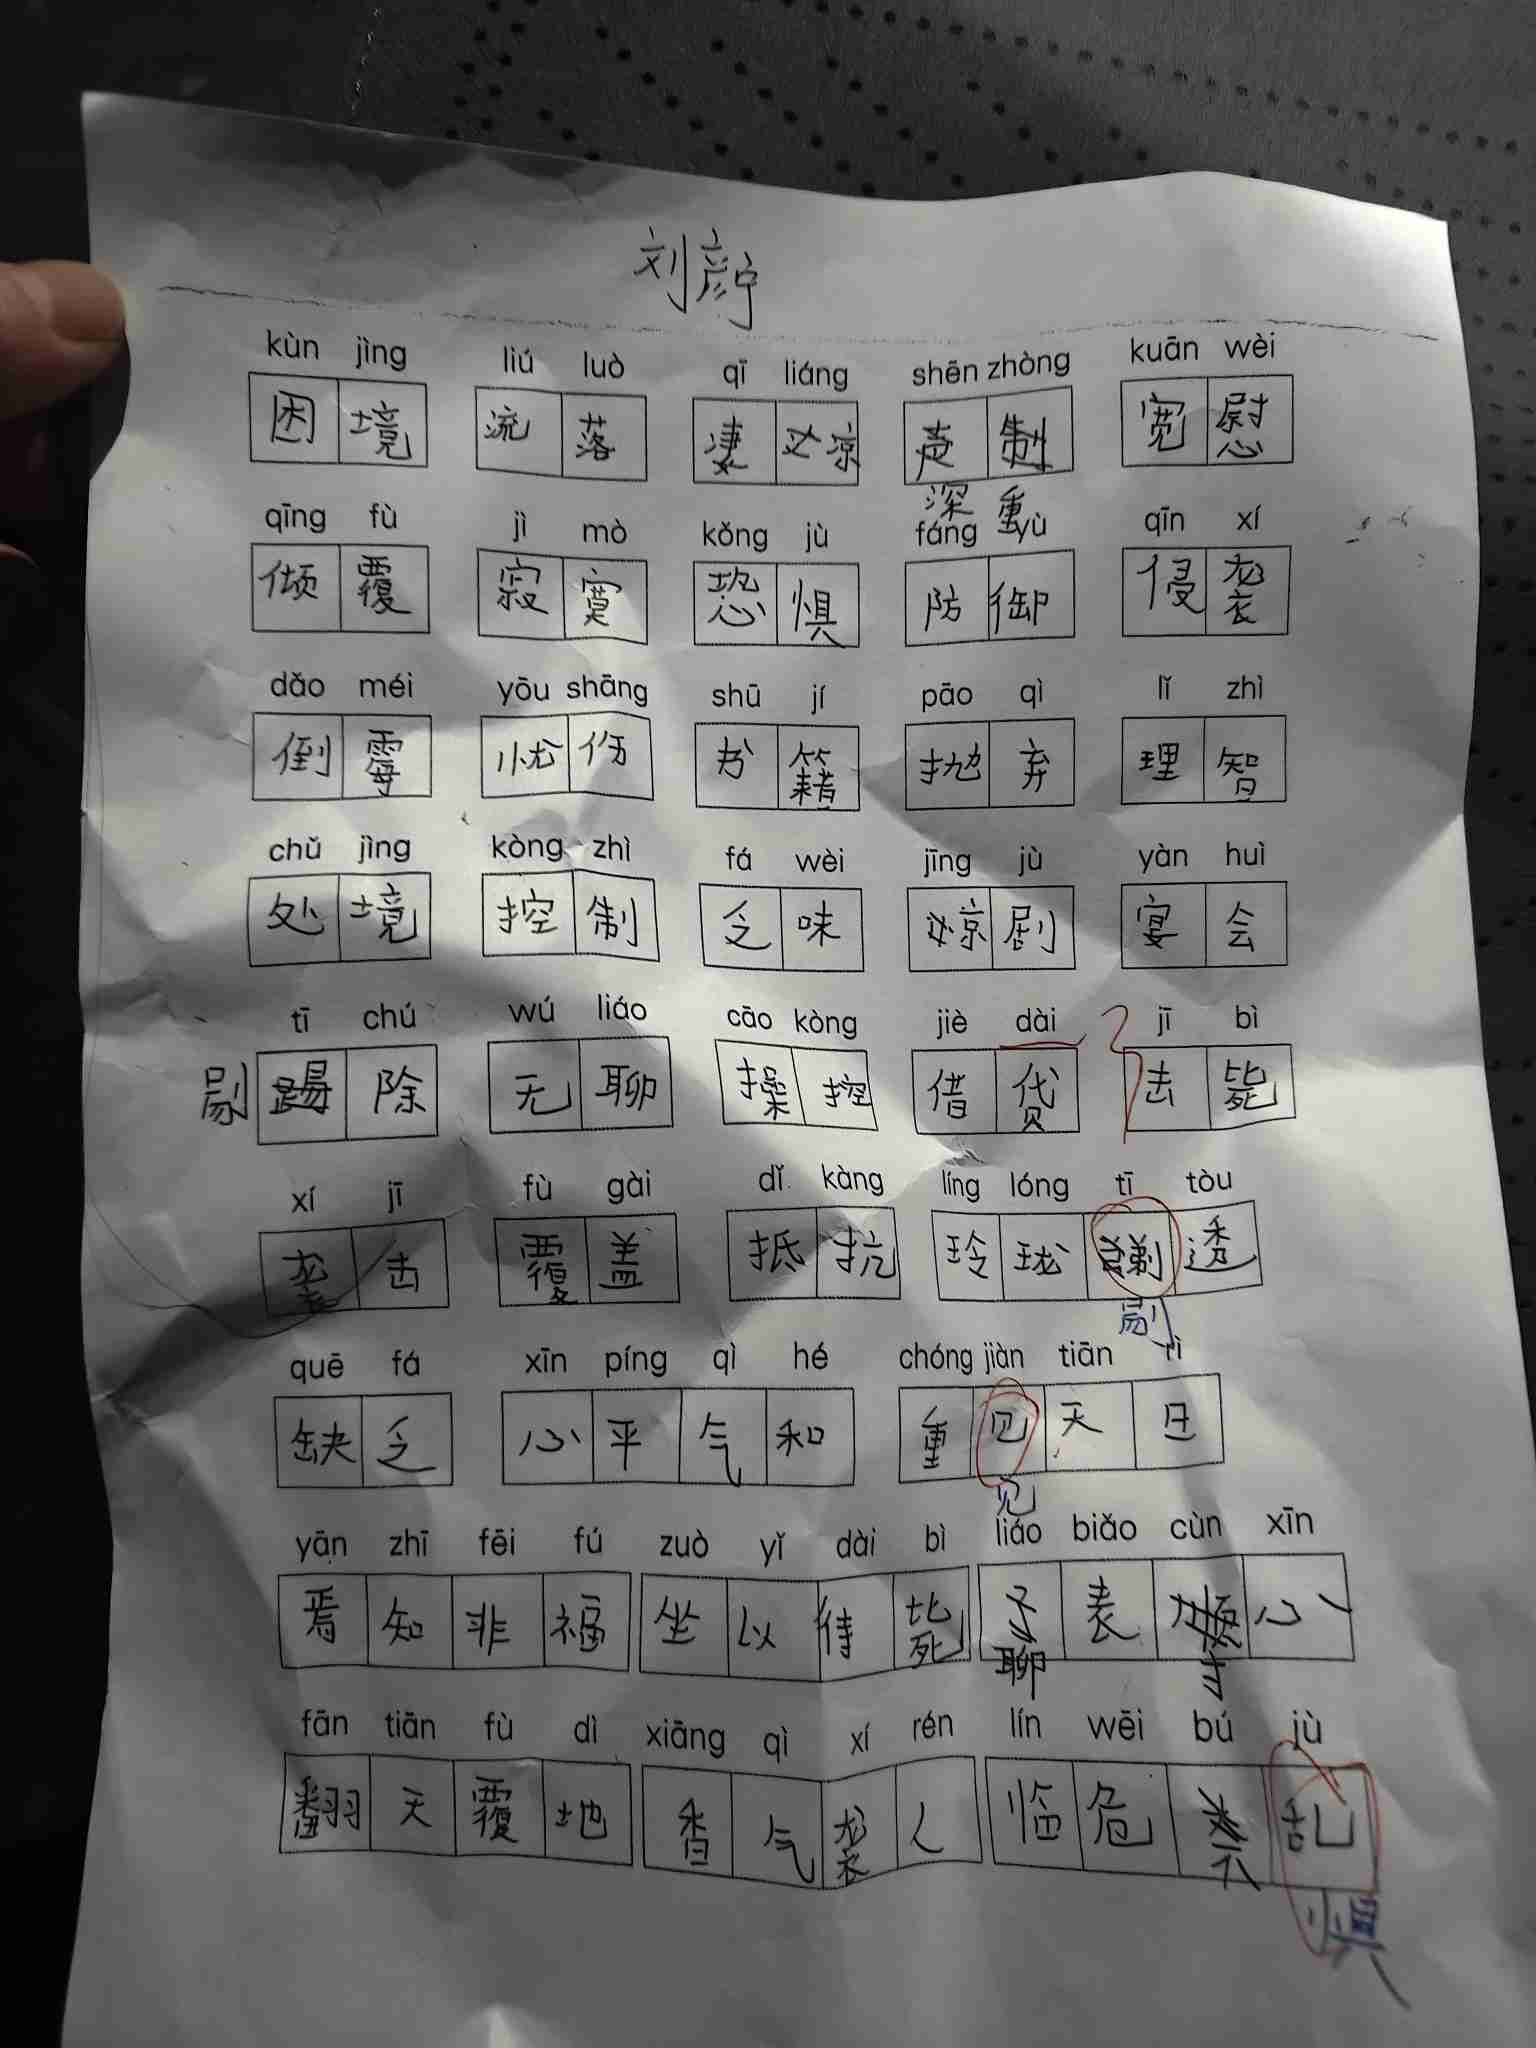 刘彦宁
kùn jìng liú luò qī liáng shēn zhòng kuān wèi
困 境 流 落 凄 凉 声 制 宽 慰
深 重
qīng fù jì mò kǒng jù fáng yù qīn xí
倾 覆 寂 寞 恐 惧 防 御 侵 袭
dǎo méi yōu shāng shū jí pāo qì lǐ zhì
倒 霉 忧 伤 书 籍 抛 弃 理 智
chǔ jìng kòng zhì fá wèi jīng jù yàn huì
处 境 控 制 乏 味 惊 剧 宴 会
tī chú wú liáo cāo kòng jiè dài jī bì
剔 踢 除 无 聊 操 控 借 贷 击 毙
xí jī fù gài dǐ kàng líng lóng tī tòu
袭 击 覆 盖 抵 抗 玲 珑 剃 透
剔
quē fá xīn píng qì hé chóng jiàn tiān rì
缺 乏 心 平 气 和 重 见 天 日
见
yān zhī fēi fú zuò yǐ dài bì liáo biǎo cùn xīn
焉 知 非 福 坐 以 待 毙 了 表 心
聊 寸
fān tiān fù dì xiāng qì xí rén lín wēi bú jù
翻 天 覆 地 香 气 袭 人 临 危 不 乱
惧